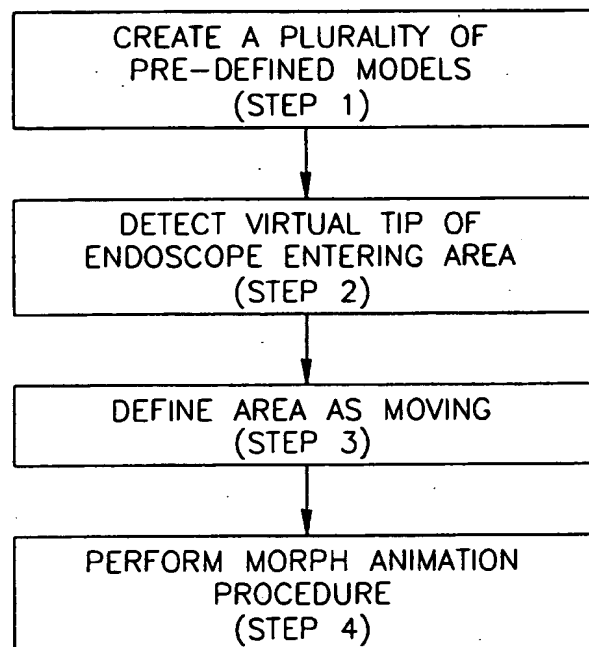 CREATE A PLURALITY OF
PRE-DEFINED MODELS
(STEP 1)
DETECT VIRTUAL TIP OF
ENDOSCOPE ENTERING AREA
(STEP 2)
DEFINE AREA AS MOVING
(STEP 3)
PERFORM MORPH ANIMATION
PROCEDURE
(STEP 4)